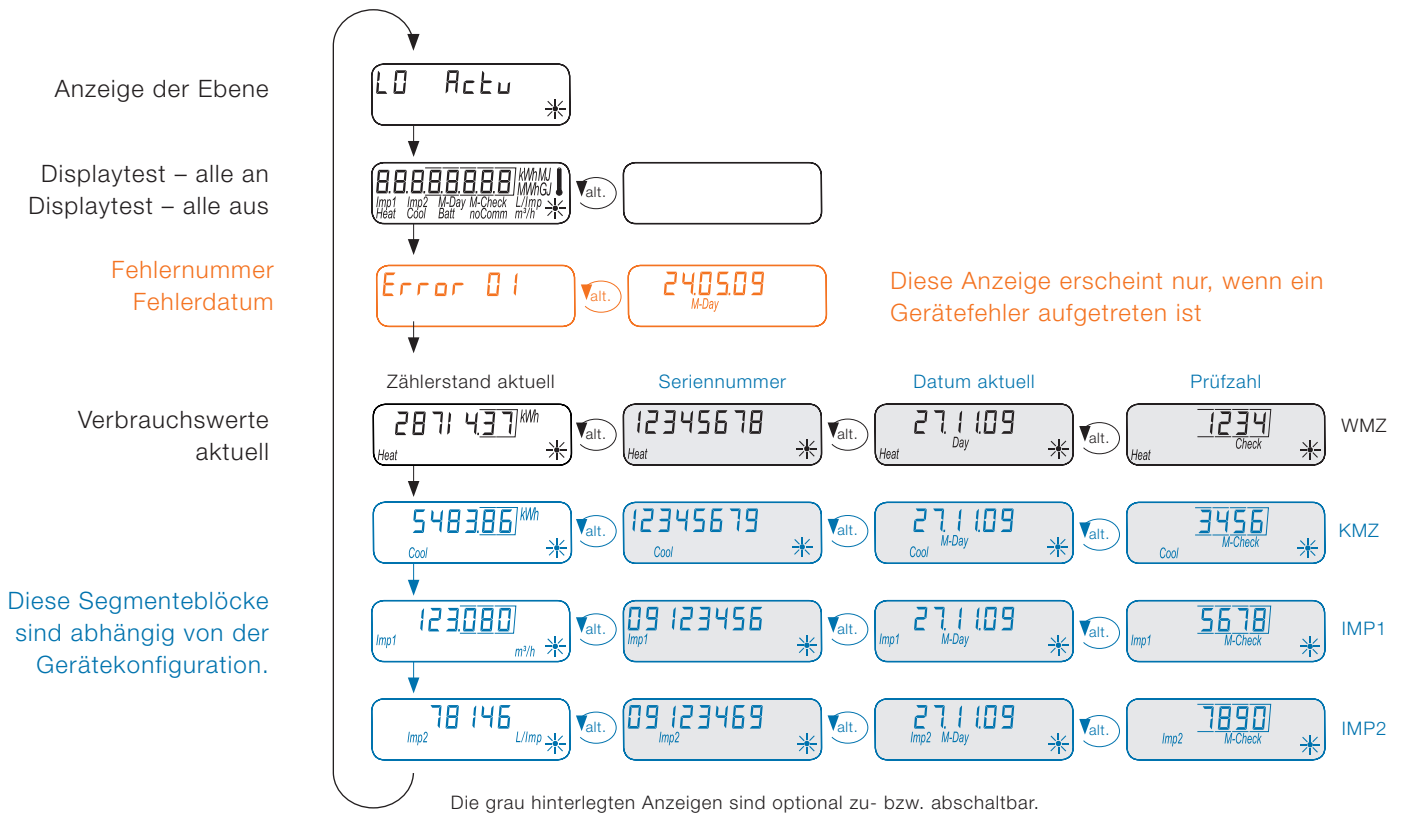 Anzeige der Ebene
L0 Actu
Displaytest – alle an
Displaytest – alle aus
8.8.8.8.8.8.8.8 kWh MJ
MWh GJ
Imp1 Imp2 M-Day M-Check L/Imp
Heat Cool Batt noComm m³/h
alt.
Fehlernummer
Fehlerdatum
Error 01
alt.
24.05.09
M-Day
Diese Anzeige erscheint nur, wenn ein
Gerätefehler aufgetreten ist
Zählerstand aktuell
Seriennummer
Datum aktuell
Prüfzahl
Verbrauchswerte
aktuell
28714.37 kWh
Heat
alt.
12345678
Heat
alt.
27.11.09
Heat Day
alt.
1234
Heat Check
WMZ
5483.86 kWh
Cool
alt.
12345679
Cool
alt.
27.11.09
Cool M-Day
alt.
3456
Cool M-Check
KMZ
Diese Segmenteblöcke
sind abhängig von der
Gerätekonfiguration.
123.080
Imp1 m³/h
alt.
09123456
Imp1
alt.
27.11.09
Imp1 M-Day
alt.
5678
Imp1 M-Check
IMP1
78146
Imp2 L/Imp
alt.
09123469
Imp2
alt.
27.11.09
Imp2 M-Day
alt.
7890
Imp2 M-Check
IMP2
Die grau hinterlegten Anzeigen sind optional zu- bzw. abschaltbar.